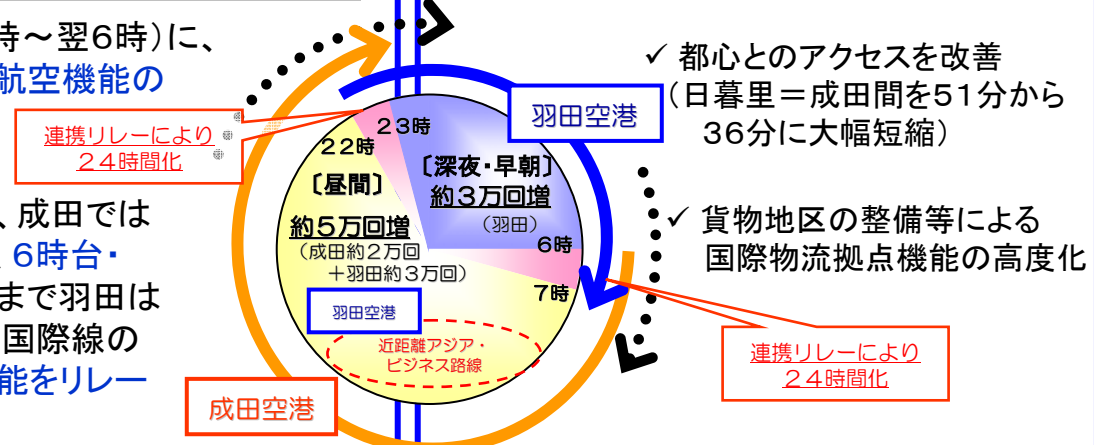 時～翌6時)に、
航空機能の
連携リレーにより
24時間化
、成田では
6時台・
まで羽田は
国際線の
能をリレー
成田空港
22時
23時
〔昼間〕
約5万回増
(成田約2万回
+羽田約3万回)
羽田空港
近距離アジア・
ビジネス路線
〔深夜・早朝〕
約3万回増
(羽田)
6時
7時
羽田空港
✓ 都心とのアクセスを改善
(日暮里=成田間を51分から
36分に大幅短縮)
✓ 貨物地区の整備等による
国際物流拠点機能の高度化
連携リレーにより
24時間化